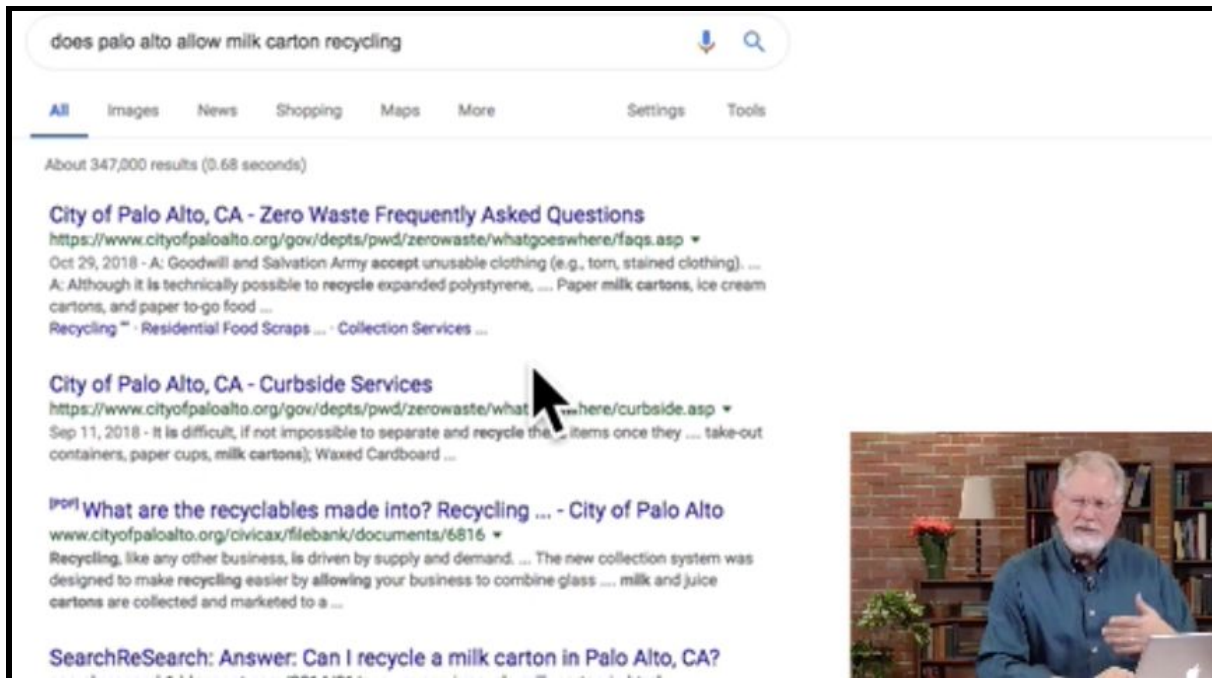 does palo alto allow milk carton recycling
All Images News Shopping Maps More Settings Tools
About 347,000 results (0.68 seconds)
City of Palo Alto, CA - Zero Waste Frequently Asked Questions
https://www.cityofpaloalto.org/gov/depts/pwd/zerowaste/whatgoeswhere/faqs.asp
Oct 29, 2018 - A: Goodwill and Salvation Army accept unusable clothing (e.g., torn, stained clothing). ...
A: Although it is technically possible to recycle expanded polystyrene, .... Paper milk cartons, ice cream
cartons, and paper to-go food ...
Recycling "" · Residential Food Scraps ... · Collection Services ...
City of Palo Alto, CA - Curbside Services
https://www.cityofpaloalto.org/gov/depts/pwd/zerowaste/what here/curbside.asp
Sep 11, 2018 - It is difficult, if not impossible to separate and recycle the items once they .... take-out
containers, paper cups, milk cartons); Waxed Cardboard ...
[PDF] What are the recyclables made into? Recycling ... - City of Palo Alto
www.cityofpaloalto.org/civicax/filebank/documents/6816
Recycling, like any other business, is driven by supply and demand. ... The new collection system was
designed to make recycling easier by allowing your business to combine glass .... milk and juice
cartons are collected and marketed to a ...
SearchReSearch: Answer: Can I recycle a milk carton in Palo Alto, CA?